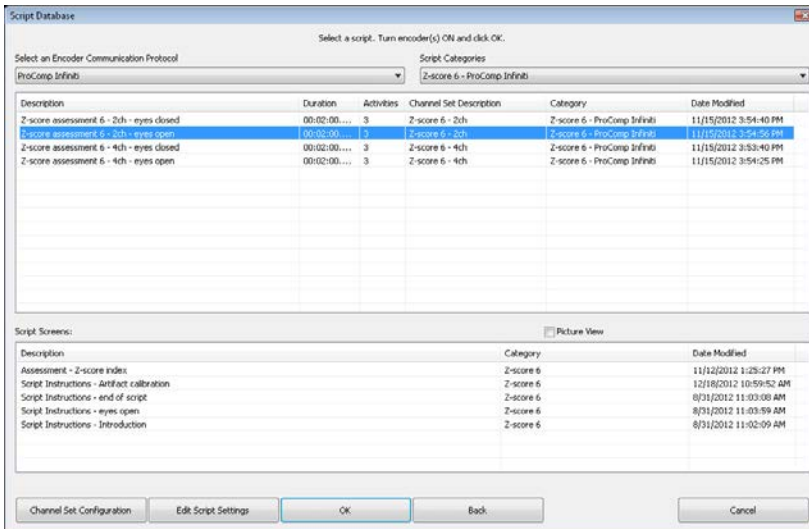 Script Database
Select a script. Turn encoder(s) ON and click OK.
Select an Encoder Communication Protocol Script Categories
ProComp Infiniti Z-score 6 - ProComp Infiniti
Description Duration Activities Channel Set Description Category Date Modified
Z-score assessment 6 - 2ch - eyes closed 00:02:00.... 3 Z-score 6 - 2ch Z-score 6 - ProComp Infiniti 11/15/2012 3:54:40 PM
Z-score assessment 6 - 2ch - eyes open 00:02:00.... 3 Z-score 6 - 2ch Z-score 6 - ProComp Infiniti 11/15/2012 3:54:56 PM
Z-score assessment 6 - 4ch - eyes closed 00:02:00.... 3 Z-score 6 - 4ch Z-score 6 - ProComp Infiniti 11/15/2012 3:53:40 PM
Z-score assessment 6 - 4ch - eyes open 00:02:00.... 3 Z-score 6 - 4ch Z-score 6 - ProComp Infiniti 11/15/2012 3:54:25 PM
Script Screens: Picture View
Description Category Date Modified
Assessment - Z-score index Z-score 6 11/12/2012 1:25:27 PM
Script Instructions - Artifact calibration Z-score 6 12/18/2012 10:59:52 AM
Script Instructions - end of script Z-score 6 8/31/2012 11:03:08 AM
Script Instructions - eyes open Z-score 6 8/31/2012 11:03:59 AM
Script Instructions - Introduction Z-score 6 8/31/2012 11:02:09 AM
Channel Set Configuration Edit Script Settings OK Back Cancel